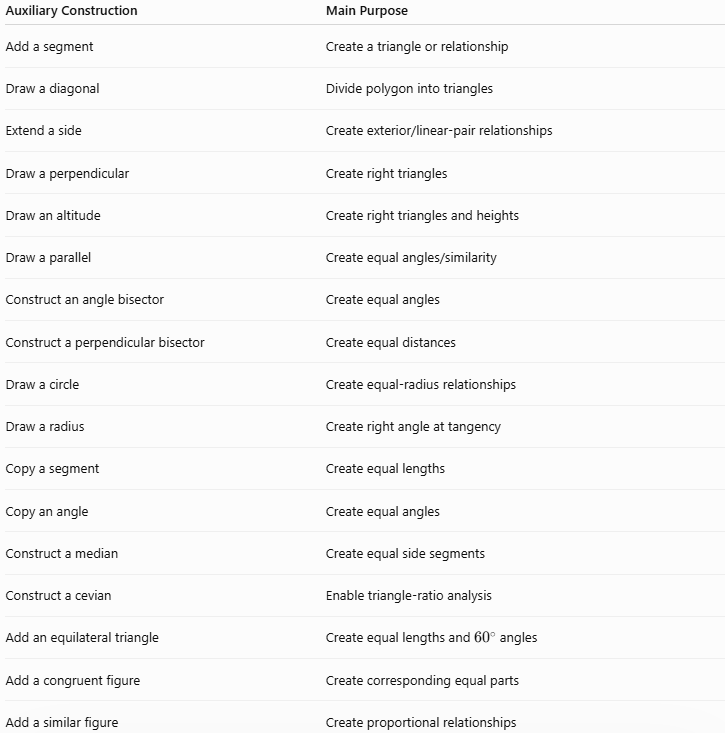 Auxiliary Construction Main Purpose
Add a segment Create a triangle or relationship
Draw a diagonal Divide polygon into triangles
Extend a side Create exterior/linear-pair relationships
Draw a perpendicular Create right triangles
Draw an altitude Create right triangles and heights
Draw a parallel Create equal angles/similarity
Construct an angle bisector Create equal angles
Construct a perpendicular bisector Create equal distances
Draw a circle Create equal-radius relationships
Draw a radius Create right angle at tangency
Copy a segment Create equal lengths
Copy an angle Create equal angles
Construct a median Create equal side segments
Construct a cevian Enable triangle-ratio analysis
Add an equilateral triangle Create equal lengths and 60° angles
Add a congruent figure Create corresponding equal parts
Add a similar figure Create proportional relationships